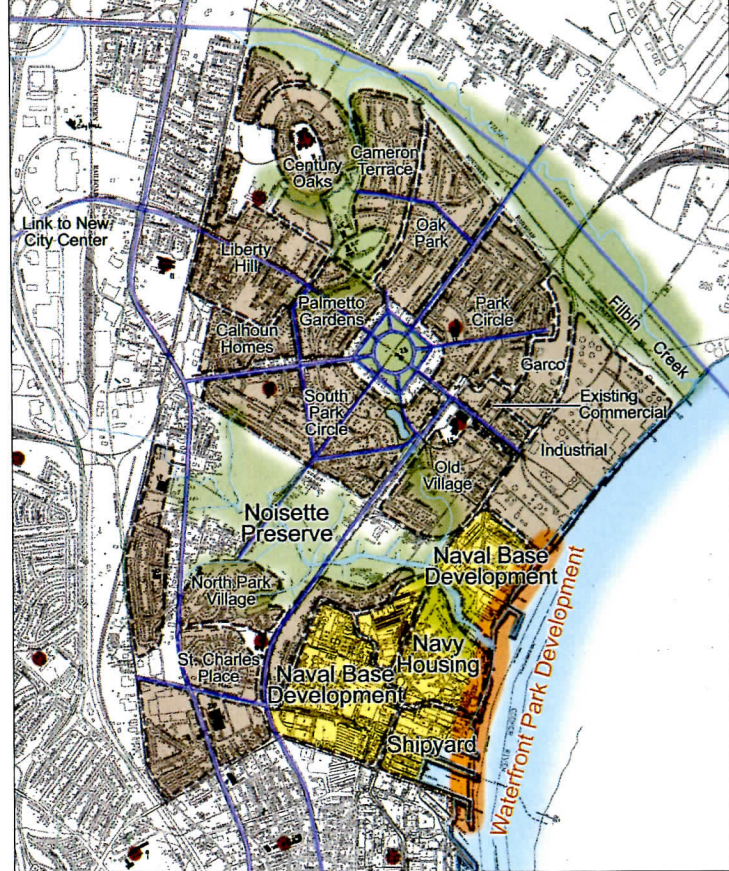 Century
Oaks
Cameron
Terrace
Link to New
City Center
Oak
Park
Liberty
Hill
Palmetto
Gardens
Park
Circle
Calhoun
Homes
Garco
Filbin
Creek
South
Park
Circle
Existing
Commercial
Industrial
Old
Village
Noisette
Preserve
Naval Base
Development
North Park
Village
Navy
Housing
St. Charles
Place
Naval Base
Development
Shipyard
Waterfront Park Development